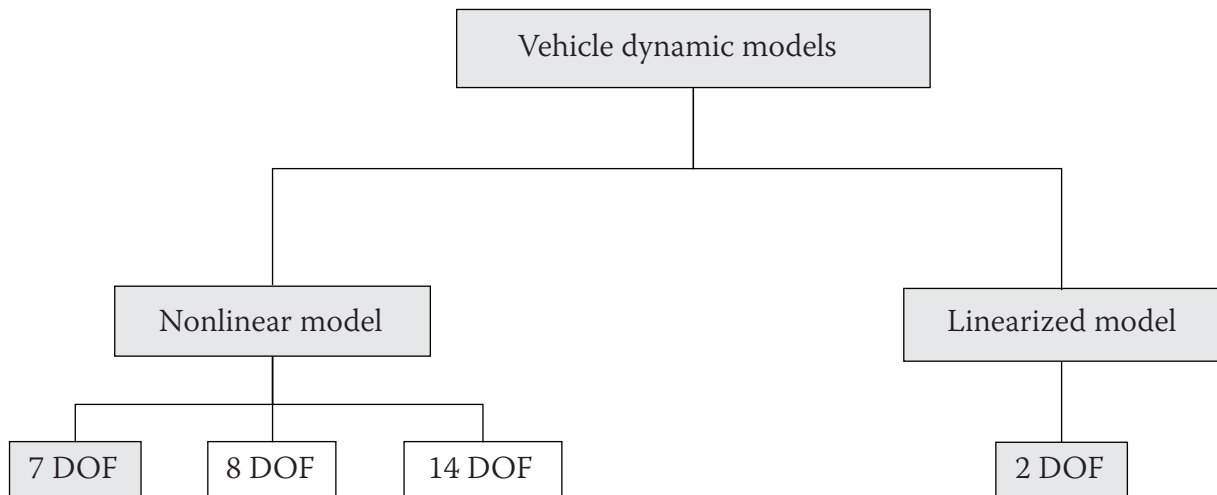 Vehicle dynamic models
Nonlinear model
Linearized model
7 DOF
8 DOF
14 DOF
2 DOF